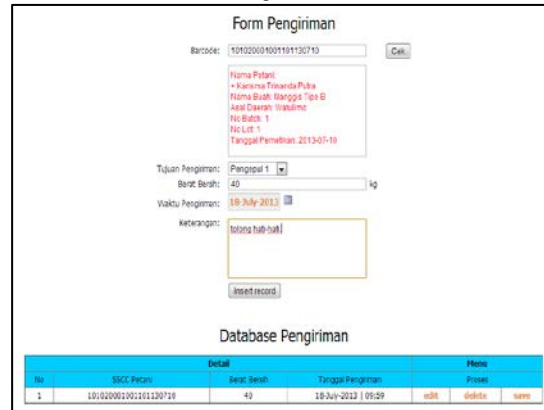 Form Pengiriman
Barcode: 101020001001101130710 Cek
Nama Petani:
• Karisma Trinanda Putra
Nama Buah: Manggis Tipe B
Asal Daerah: Watulimo
No Batch: 1
No Lot: 1
Tanggal Pemetikan: 2013-07-10
Tujuan Pengiriman: Pengepul 1
Berat Bersih: 40 kg
Waktu Pengiriman: 18-July-2013
Keterangan: tolong hati-hati
Insert record
Database Pengiriman
Detail Menu
No SSCC Petani Berat Bersih Tanggal Pengiriman Proses
1 101020001001101130710 40 18-July-2013 | 09:59 edit delete save